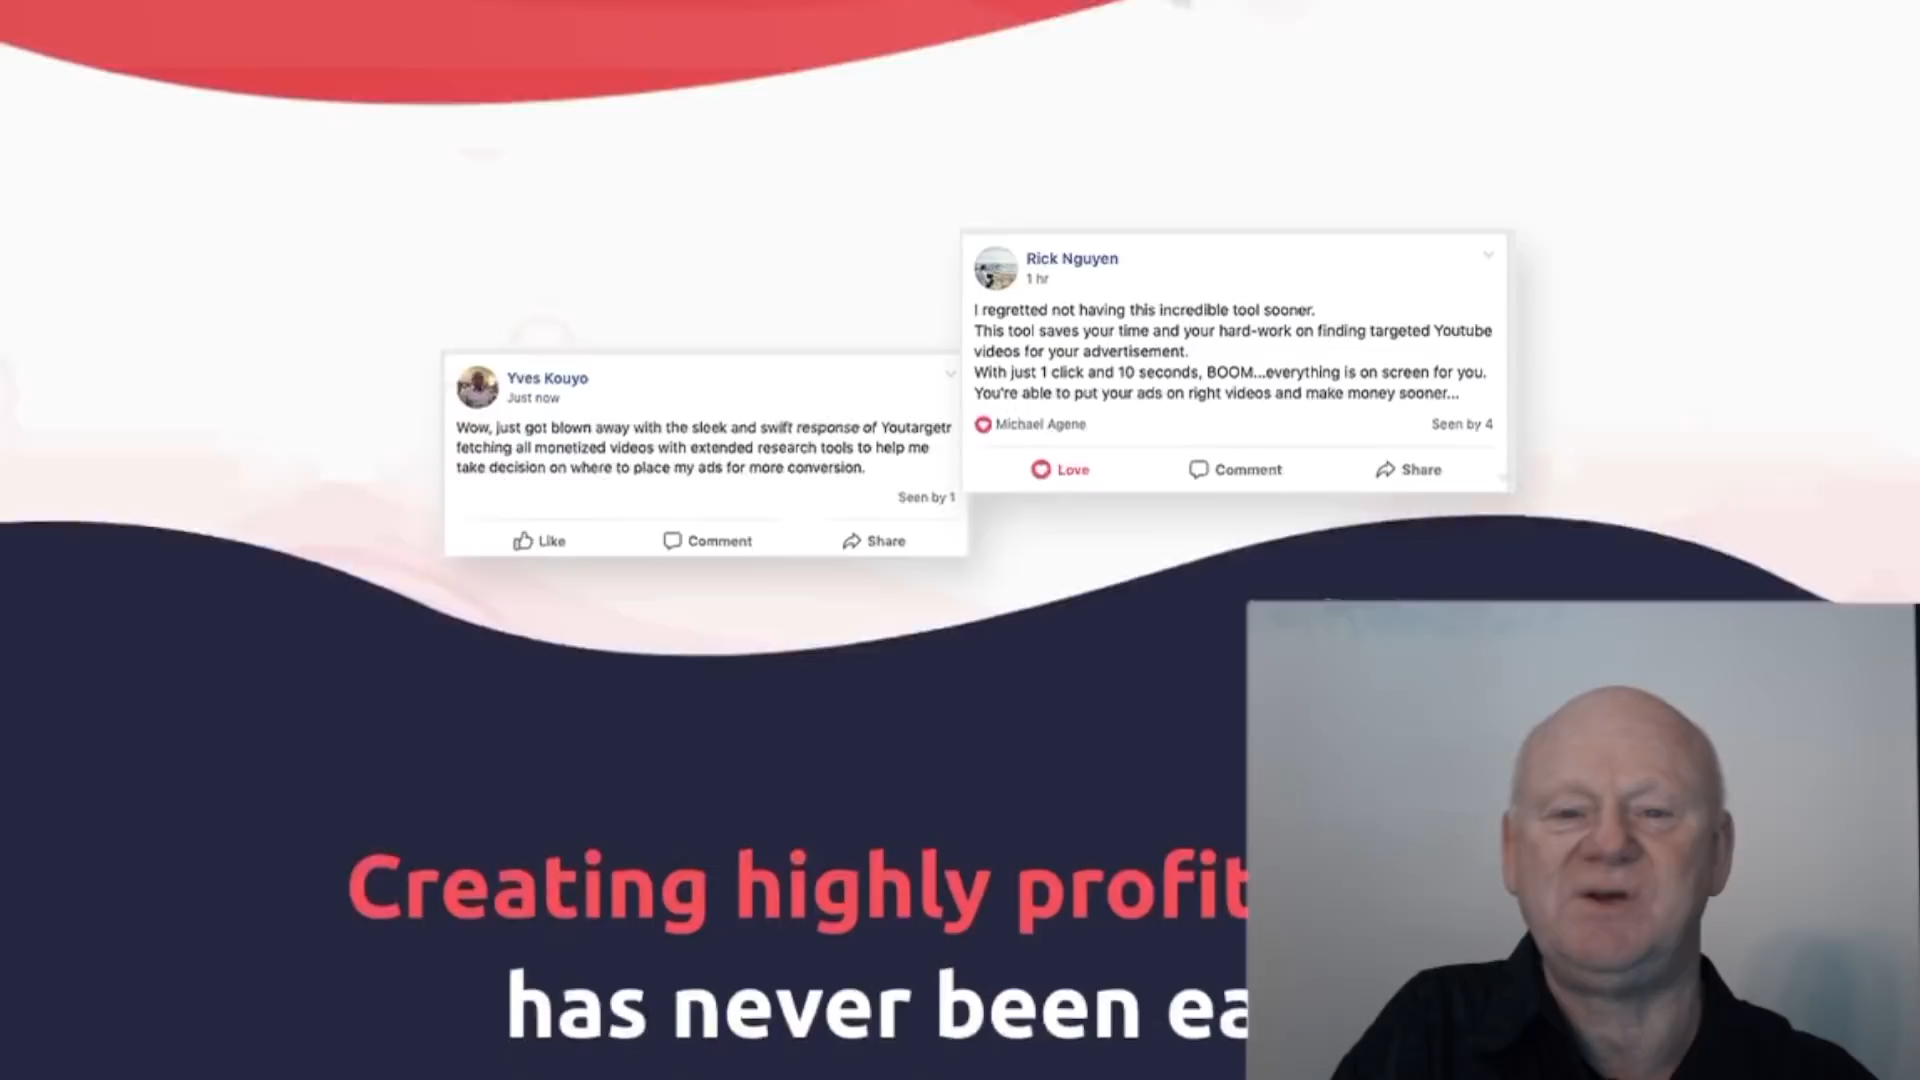 Rick Nguyen
1 hr
I regretted not having this incredible tool sooner.
This tool saves your time and your hard-work on finding targeted Youtube
videos for your advertisement.
With just 1 click and 10 seconds, BOOM...everything is on screen for you.
You're able to put your ads on right videos and make money sooner...
Michael Agene
Seen by 4
Love
Comment
Share
Yves Kouyo
Just now
Wow, just got blown away with the sleek and swift response of Youtargetr
fetching all monetized videos with extended research tools to help me
take decision on where to place my ads for more conversion.
Seen by 1
Like
Comment
Share
Creating highly profit
has never been ea